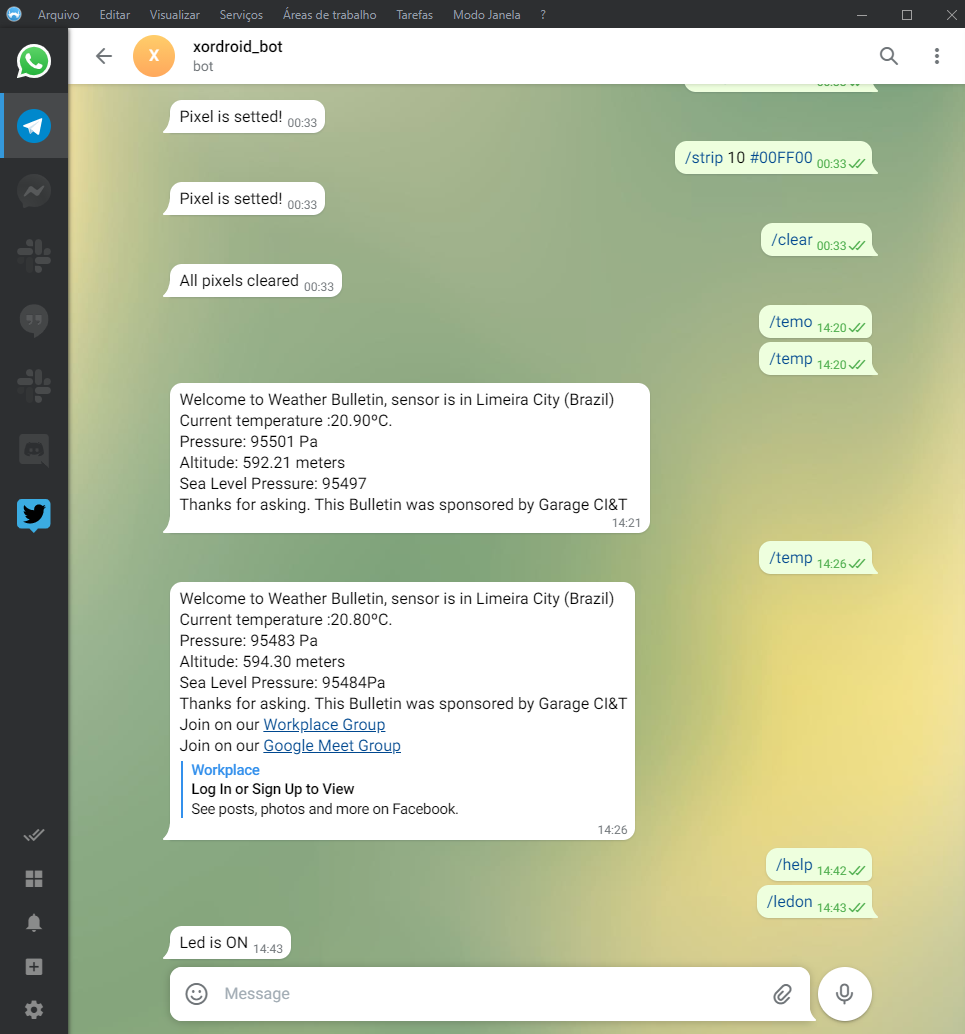 Arquivo Editar Visualizar Serviços Áreas de trabalho Tarefas Modo Janela ?
X
xordroid_bot
bot
Pixel is setted! 00:33
/strip 10 #00FF00 00:33
Pixel is setted! 00:33
/clear 00:33
All pixels cleared 00:33
/temo 14:20
/temp 14:20
Welcome to Weather Bulletin, sensor is in Limeira City (Brazil)
Current temperature :20.90ºC.
Pressure: 95501 Pa
Altitude: 592.21 meters
Sea Level Pressure: 95497
Thanks for asking. This Bulletin was sponsored by Garage CI&T
14:21
/temp 14:26
Welcome to Weather Bulletin, sensor is in Limeira City (Brazil)
Current temperature :20.80ºC.
Pressure: 95483 Pa
Altitude: 594.30 meters
Sea Level Pressure: 95484Pa
Thanks for asking. This Bulletin was sponsored by Garage CI&T
Join on our Workplace Group
Join on our Google Meet Group
Workplace
Log In or Sign Up to View
See posts, photos and more on Facebook.
14:26
/help 14:42
/ledon 14:43
Led is ON 14:43
Message